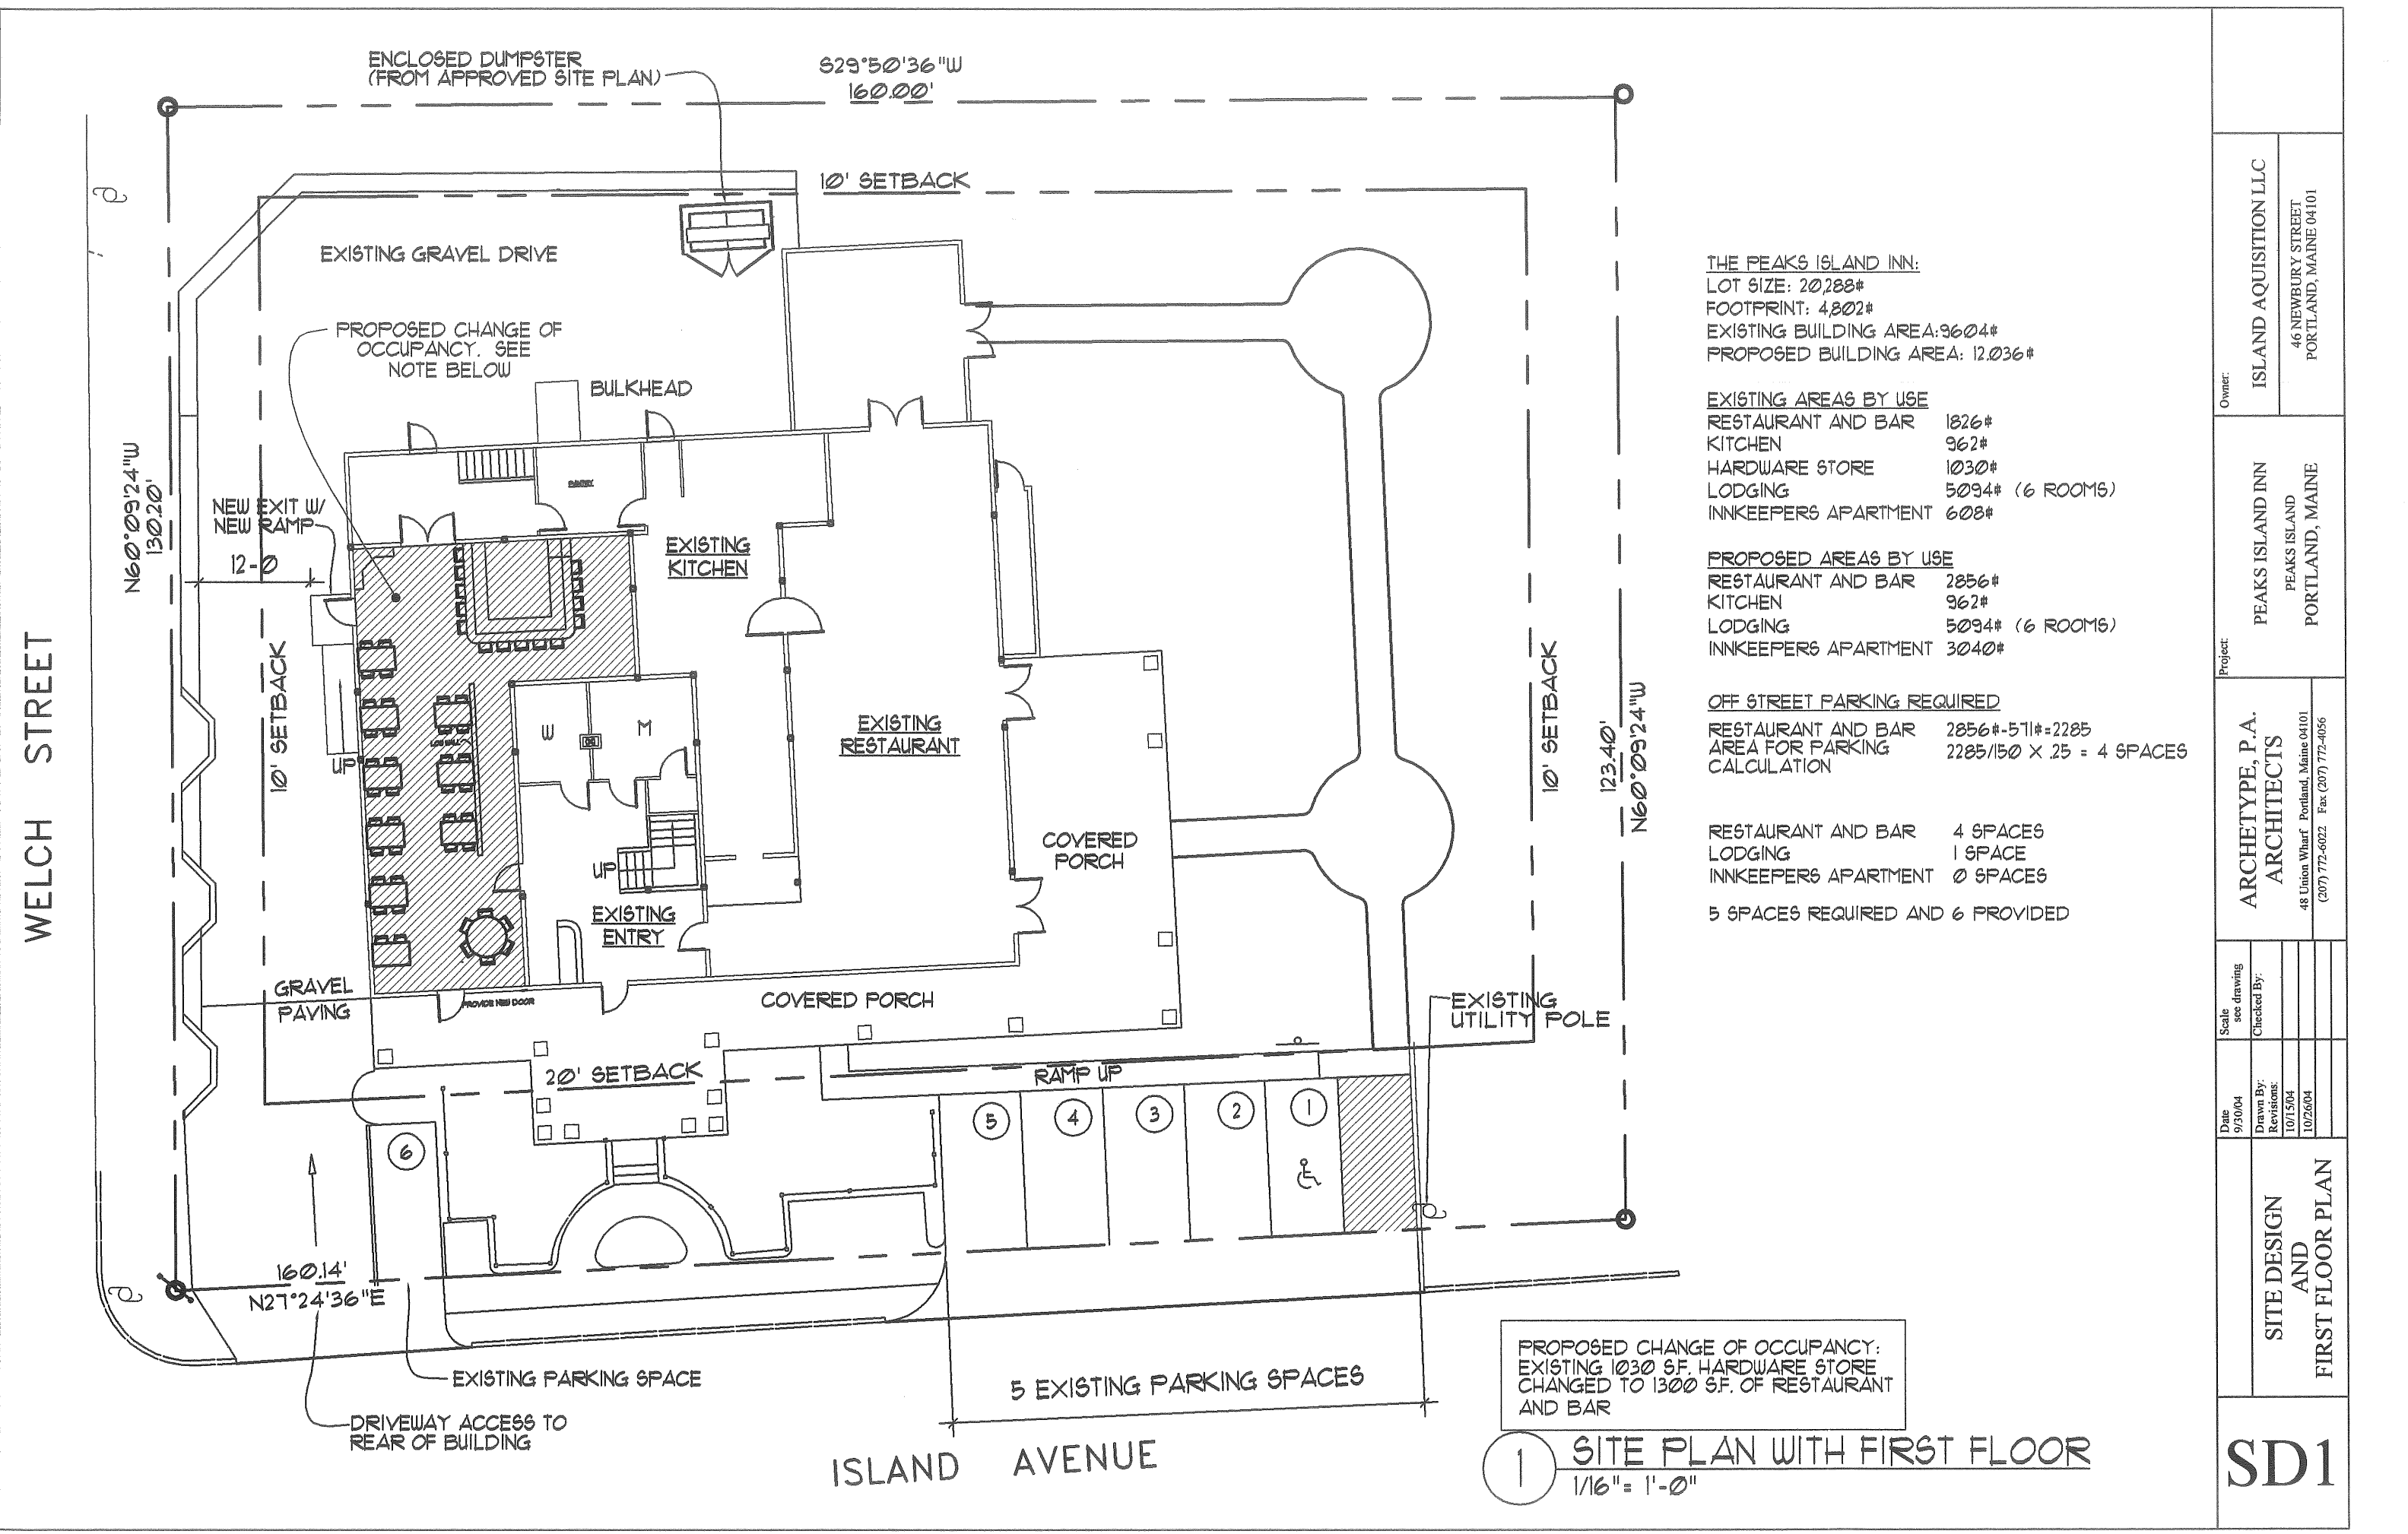 ENCLOSED DUMPSTER
(FROM APPROVED SITE PLAN)
S29°50'36"W
160.00'
10' SETBACK
EXISTING GRAVEL DRIVE
PROPOSED CHANGE OF
OCCUPANCY. SEE
NOTE BELOW
BULKHEAD
N60°09'24"W
130.20'
NEW EXIT W/
NEW RAMP
12-0
10' SETBACK
WELCH STREET
EXISTING
KITCHEN
W
M
UP
EXISTING
RESTAURANT
UP
EXISTING
ENTRY
COVERED
PORCH
10' SETBACK
123.40'
N60°09'24"W
GRAVEL
PAVING
PROVIDE NEW DOOR
COVERED PORCH
EXISTING
UTILITY POLE
20' SETBACK
RAMP UP
6
5
4
3
2
1
160.14'
N27°24'36"E
EXISTING PARKING SPACE
DRIVEWAY ACCESS TO
REAR OF BUILDING
5 EXISTING PARKING SPACES
ISLAND AVENUE
THE PEAKS ISLAND INN:
LOT SIZE: 20,288#
FOOTPRINT: 4,802#
EXISTING BUILDING AREA:9604#
PROPOSED BUILDING AREA: 12.036#
EXISTING AREAS BY USE
RESTAURANT AND BAR 1826#
KITCHEN 962#
HARDWARE STORE 1030#
LODGING 5094# (6 ROOMS)
INNKEEPERS APARTMENT 608#
PROPOSED AREAS BY USE
RESTAURANT AND BAR 2856#
KITCHEN 962#
LODGING 5094# (6 ROOMS)
INNKEEPERS APARTMENT 3040#
OFF STREET PARKING REQUIRED
RESTAURANT AND BAR 2856#-571#=2285
AREA FOR PARKING 2285/150 X .25 = 4 SPACES
CALCULATION
RESTAURANT AND BAR 4 SPACES
LODGING 1 SPACE
INNKEEPERS APARTMENT 0 SPACES
5 SPACES REQUIRED AND 6 PROVIDED
PROPOSED CHANGE OF OCCUPANCY:
EXISTING 1030 S.F. HARDWARE STORE
CHANGED TO 1300 S.F. OF RESTAURANT
AND BAR
1 SITE PLAN WITH FIRST FLOOR
1/16"= 1'-0"
Owner:
ISLAND AQUISITION LLC
46 NEWBURY STREET
PORTLAND, MAINE 04101
Project:
PEAKS ISLAND INN
PEAKS ISLAND
PORTLAND, MAINE
ARCHETYPE, P.A.
ARCHITECTS
48 Union Wharf Portland, Maine 04101
(207) 772-6022 Fax (207) 772-4056
Scale
see drawing
Checked By:
Date
9/30/04
Drawn By:
Revisions:
10/15/04
10/26/04
SITE DESIGN
AND
FIRST FLOOR PLAN
SD1